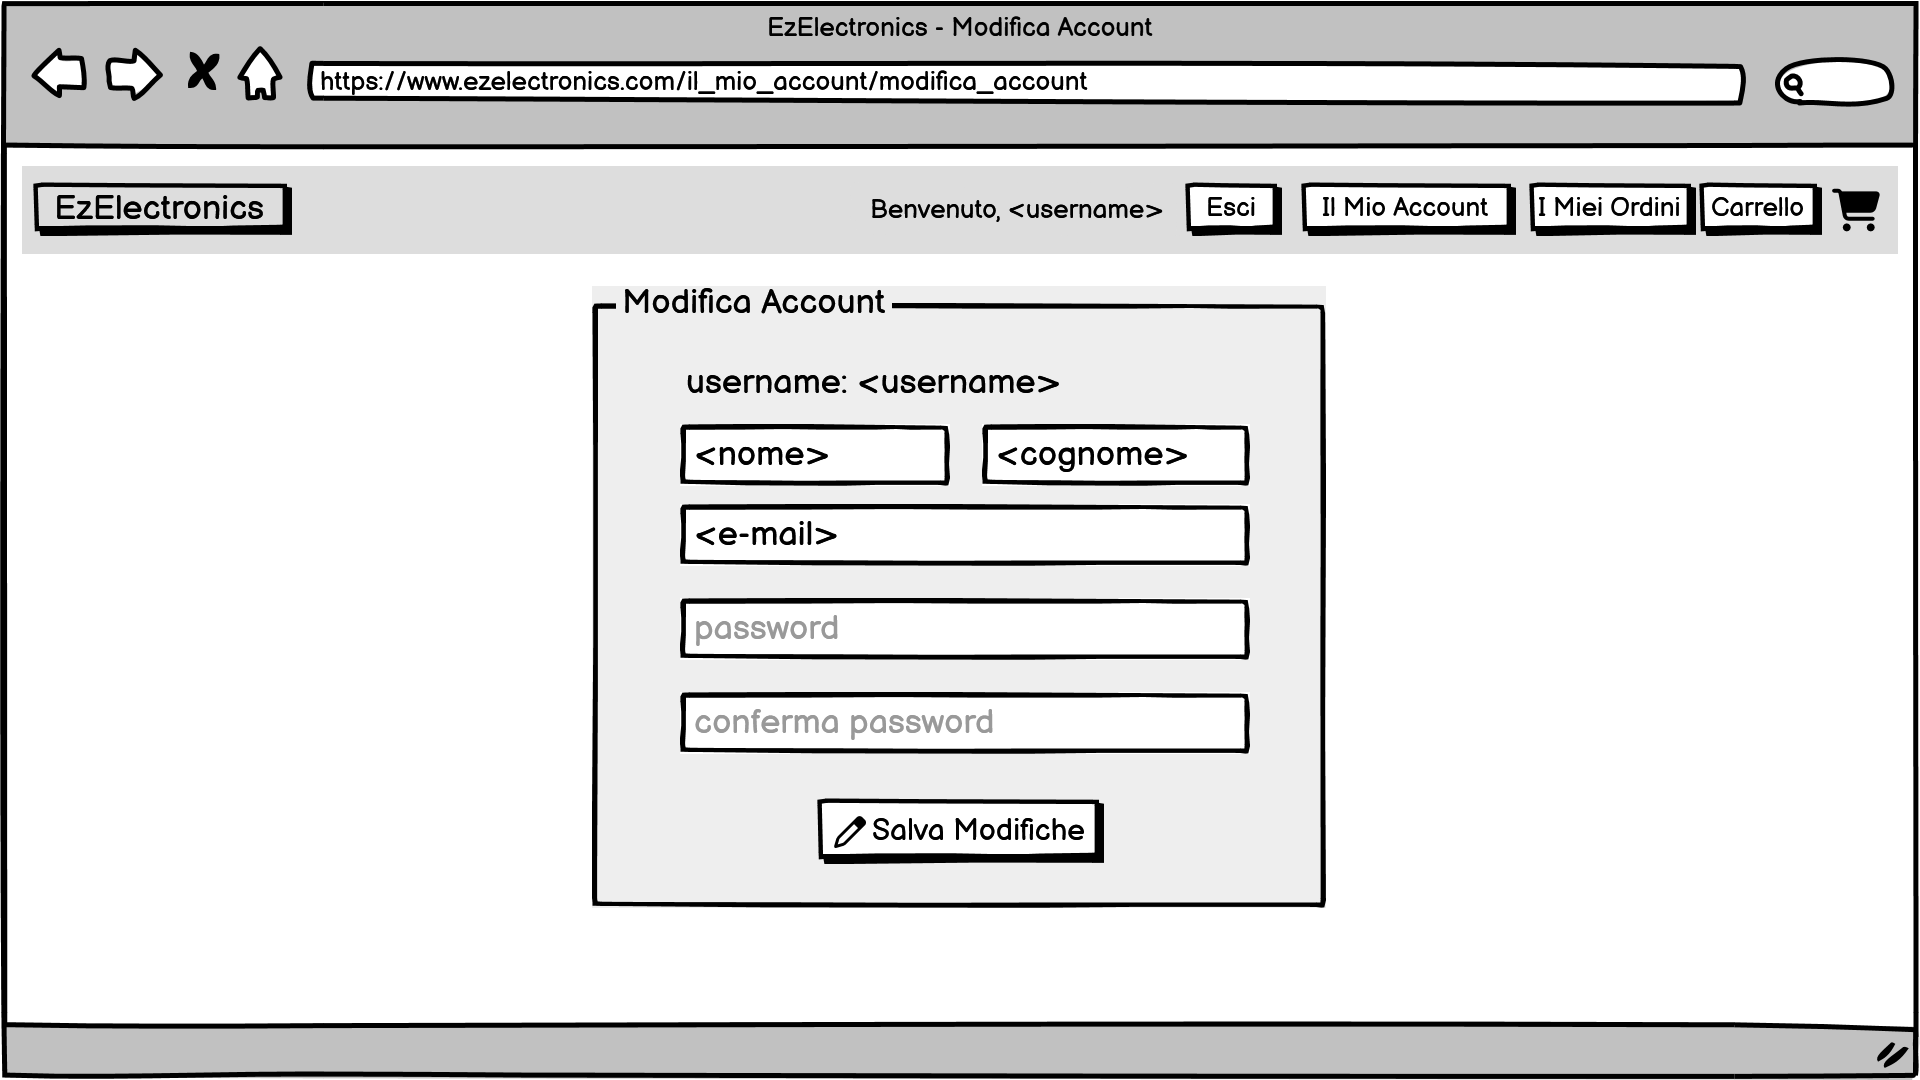 EzElectronics - Modifica Account
https://www.ezelectronics.com/il_mio_account/modifica_account
EzElectronics
Benvenuto, <username>
Esci
Il Mio Account
I Miei Ordini
Carrello
Modifica Account
username: <username>
<nome>
<cognome>
<e-mail>
password
conferma password
Salva Modifiche